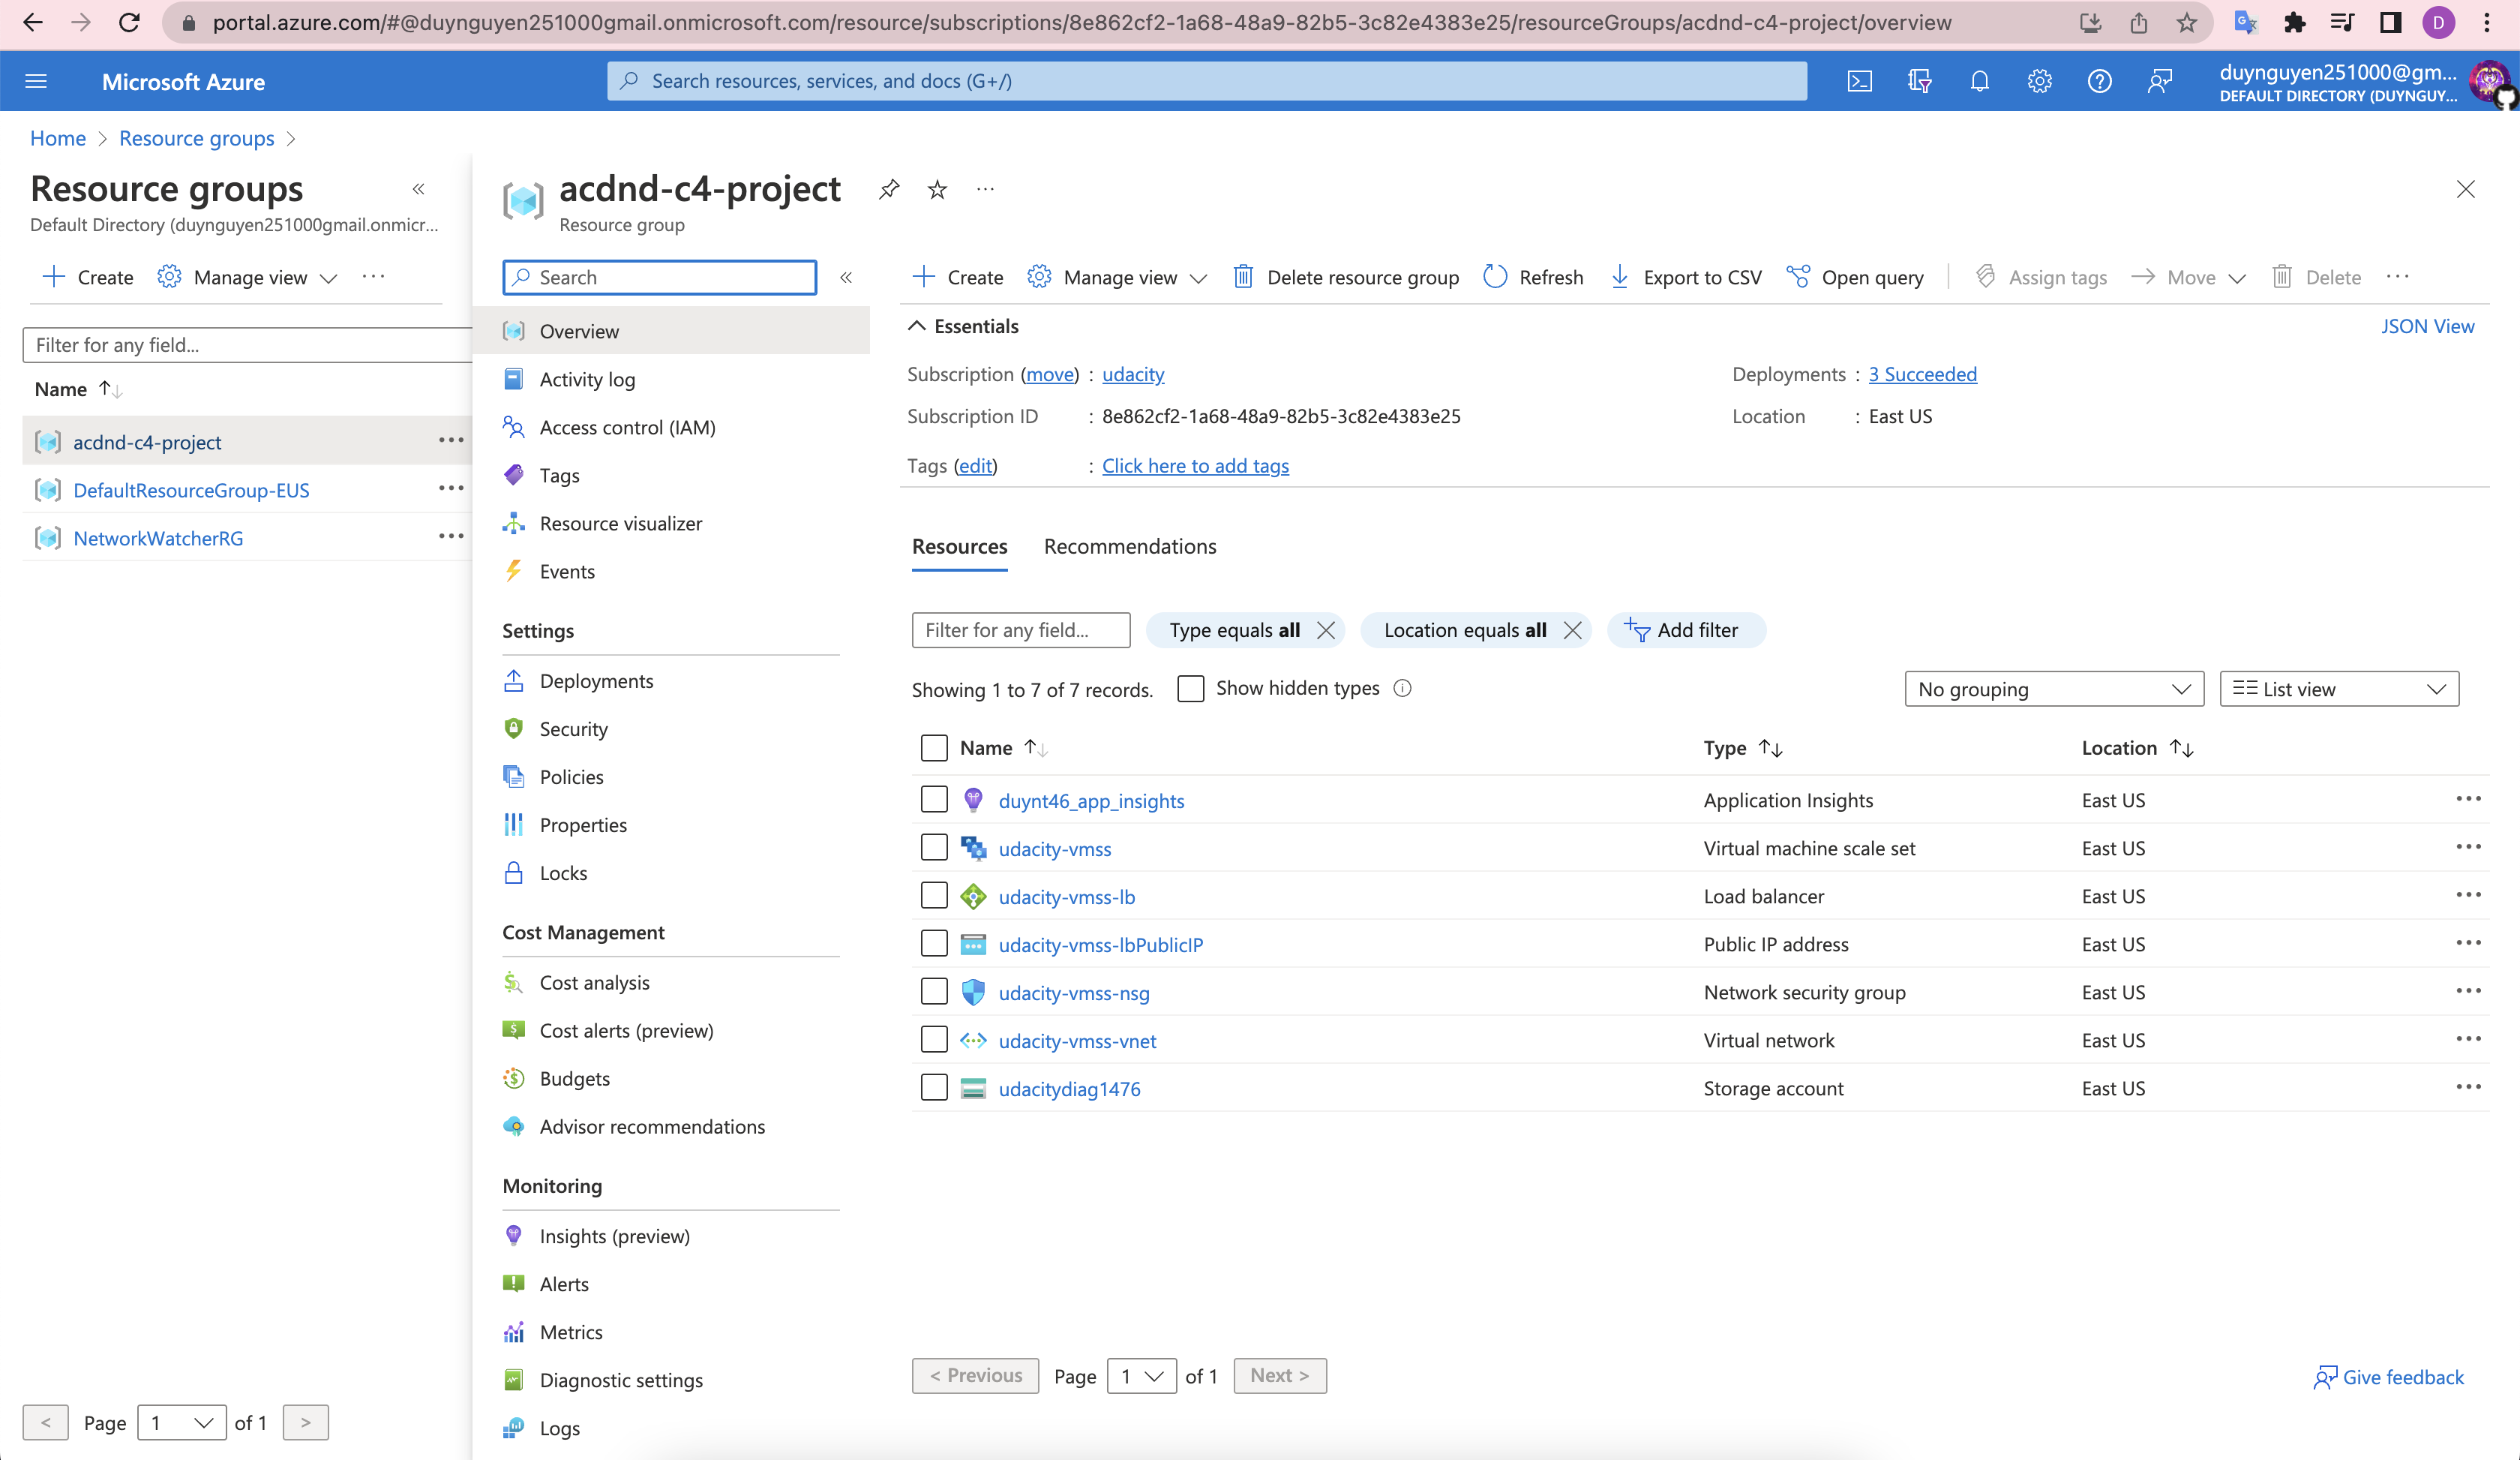 portal.azure.com/#@duynguyen251000gmail.onmicrosoft.com/resource/subscriptions/8e862cf2-1a68-48a9-82b5-3c82e4383e25/resourceGroups/acdnd-c4-project/overview
D
Microsoft Azure
Search resources, services, and docs (G+/)
duynguyen251000@gm...
DEFAULT DIRECTORY (DUYNGUY...
Home > Resource groups >
Resource groups
Default Directory (duynguyen251000gmail.onmicr...
Create
Manage view
Filter for any field...
Name
acdnd-c4-project
DefaultResourceGroup-EUS
NetworkWatcherRG
< Page 1 of 1 >
acdnd-c4-project
Resource group
Search
Overview
Activity log
Access control (IAM)
Tags
Resource visualizer
Events
Settings
Deployments
Security
Policies
Properties
Locks
Cost Management
Cost analysis
Cost alerts (preview)
Budgets
Advisor recommendations
Monitoring
Insights (preview)
Alerts
Metrics
Diagnostic settings
Logs
Create Manage view Delete resource group Refresh Export to CSV Open query Assign tags Move Delete
Essentials
JSON View
Subscription (move) : udacity
Deployments : 3 Succeeded
Subscription ID : 8e862cf2-1a68-48a9-82b5-3c82e4383e25
Location : East US
Tags (edit) : Click here to add tags
Resources Recommendations
Filter for any field... Type equals all Location equals all Add filter
Showing 1 to 7 of 7 records. Show hidden types
No grouping List view
Name Type Location
duynt46_app_insights Application Insights East US
udacity-vmss Virtual machine scale set East US
udacity-vmss-lb Load balancer East US
udacity-vmss-lbPublicIP Public IP address East US
udacity-vmss-nsg Network security group East US
udacity-vmss-vnet Virtual network East US
udacitydiag1476 Storage account East US
< Previous Page 1 of 1 Next >
Give feedback